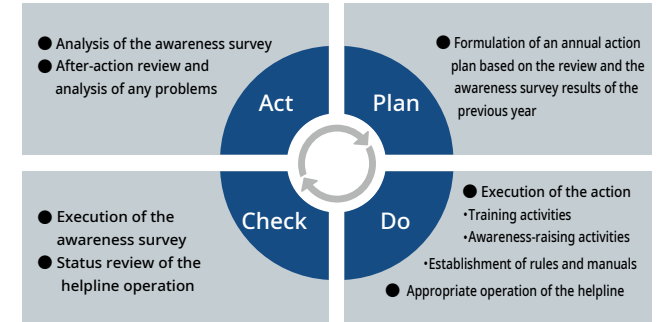 ● Analysis of the awareness survey
● After-action review and
analysis of any problems
Act
Plan
● Formulation of an annual action
plan based on the review and the
awareness survey results of the
previous year
● Execution of the
awareness survey
● Status review of the
helpline operation
Check
Do
● Execution of the action
・Training activities
・Awareness-raising activities
・Establishment of rules and manuals
● Appropriate operation of the helpline